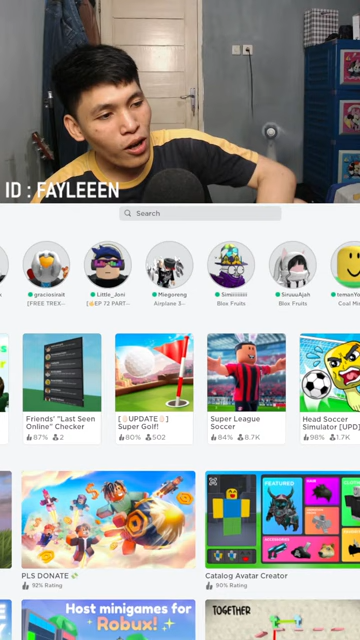 ID : FAYLEEEN
Search
graciosirait
Little_Joni
Miegoreng
Simiiiiiiiii
SiruuuAjah
[FREE TREX-
EP 72 PART-
Airplane 3-
Blox Fruits
Blox Fruits
Coal Mi
Friends' "Last Seen
Online" Checker
87% 2
[UPDATE]
Super Golf!
80% 502
Super League
Soccer
84% 8.7K
Head Soccer
Simulator [UPD]
98% 1.7K
PLS DONATE
92% Rating
FEATURED
Catalog Avatar Creator
90% Rating
Host minigames for
Robux!
TOGETHER